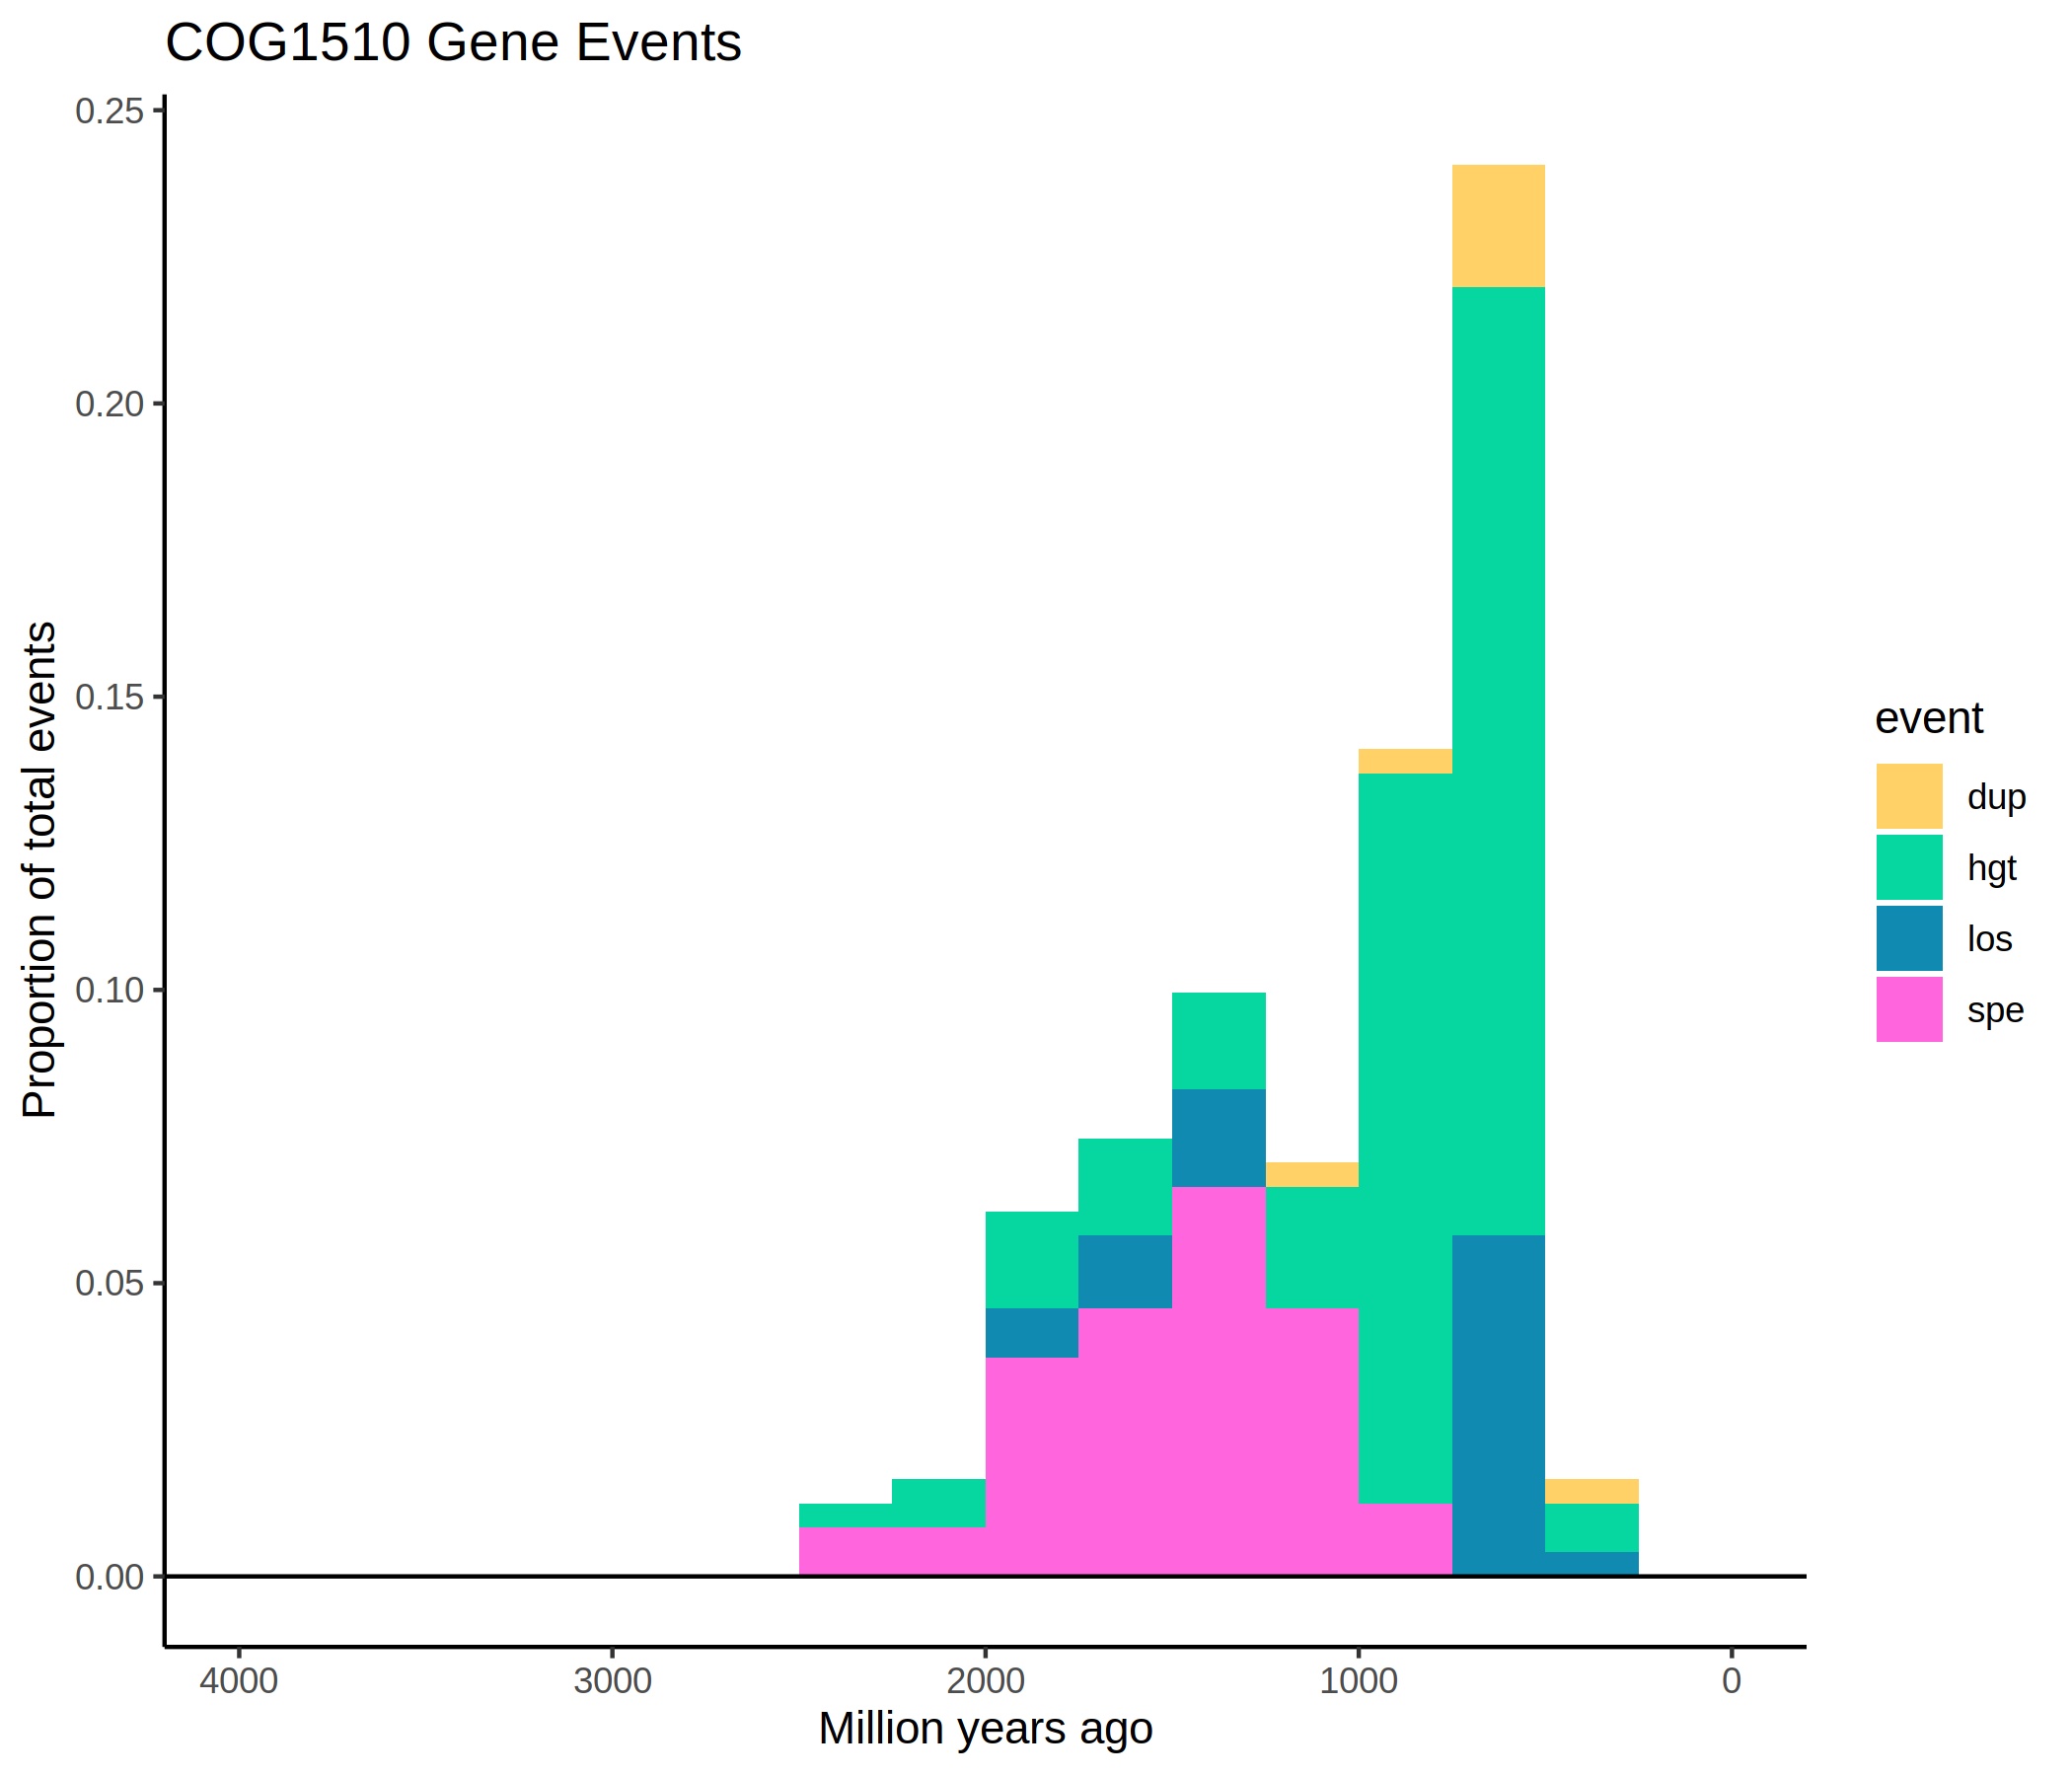 COG1510 Gene Events
0.25
0.20
0.15
0.10
0.05
0.00
Proportion of total events
4000 3000 2000 1000 0
Million years ago
event
dup
hgt
los
spe